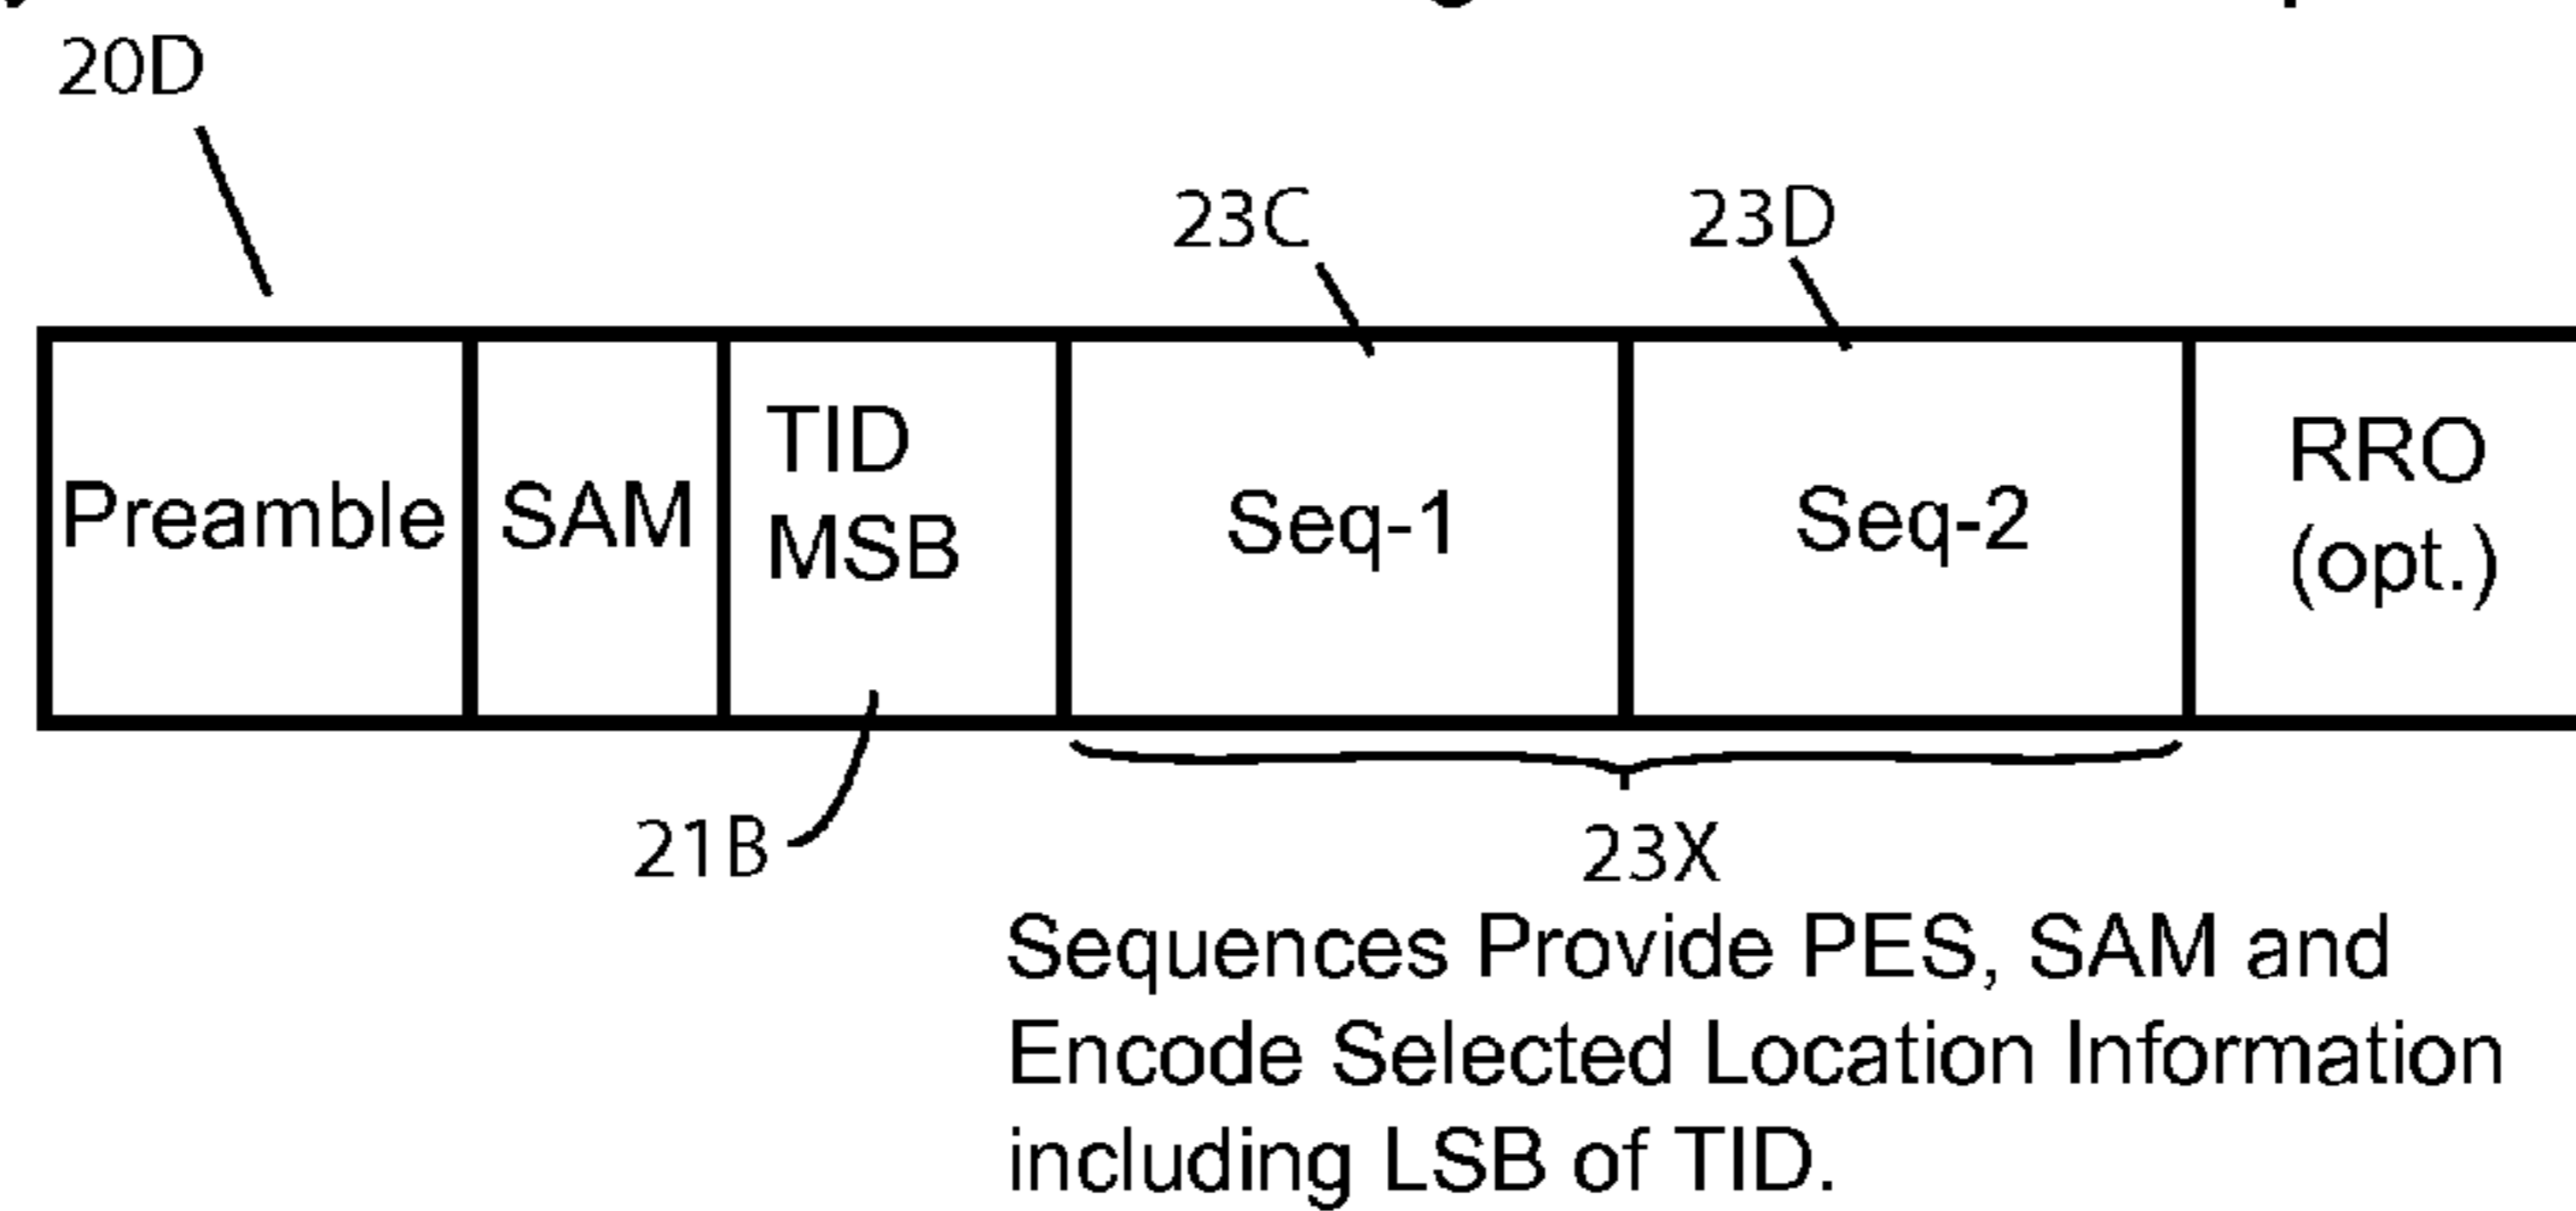 20D
23C
23D
Preamble
SAM
TID
MSB
Seq-1
Seq-2
RRO
(opt.)
21B
23X
Sequences Provide PES, SAM and
Encode Selected Location Information
including LSB of TID.